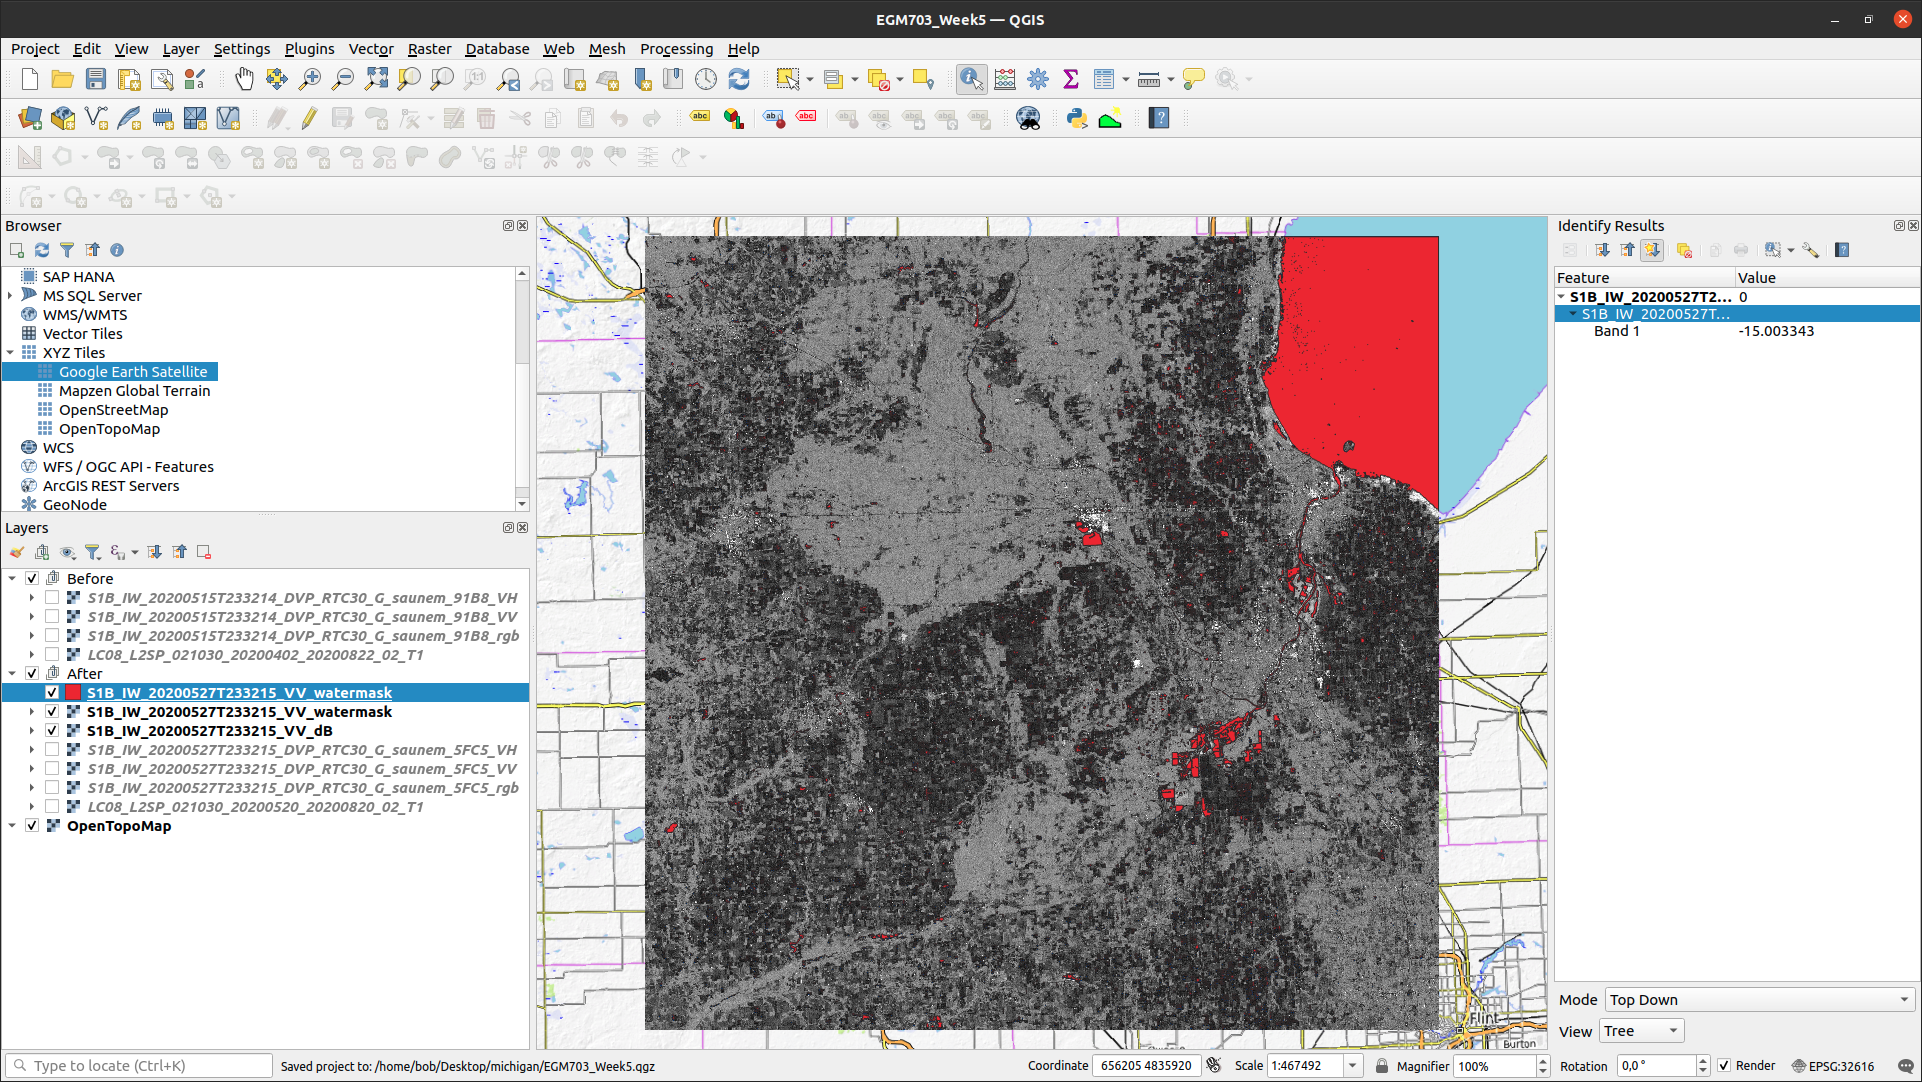 EGM703_Week5 — QGIS
Project Edit View Layer Settings Plugins Vector Raster Database Web Mesh Processing Help
Browser
SAP HANA
MS SQL Server
WMS/WMTS
Vector Tiles
XYZ Tiles
Google Earth Satellite
Mapzen Global Terrain
OpenStreetMap
OpenTopoMap
WCS
WFS / OGC API - Features
ArcGIS REST Servers
GeoNode
Layers
Before
S1B_IW_20200515T233214_DVP_RTC30_G_saunem_91B8_VH
S1B_IW_20200515T233214_DVP_RTC30_G_saunem_91B8_VV
S1B_IW_20200515T233214_DVP_RTC30_G_saunem_91B8_rgb
LC08_L2SP_021030_20200402_20200822_02_T1
After
S1B_IW_20200527T233215_VV_watermask
S1B_IW_20200527T233215_VV_watermask
S1B_IW_20200527T233215_VV_dB
S1B_IW_20200527T233215_DVP_RTC30_G_saunem_5FC5_VH
S1B_IW_20200527T233215_DVP_RTC30_G_saunem_5FC5_VV
S1B_IW_20200527T233215_DVP_RTC30_G_saunem_5FC5_rgb
LC08_L2SP_021030_20200520_20200820_02_T1
OpenTopoMap
Flint
Burton
Identify Results
Feature Value
S1B_IW_20200527T2... 0
S1B_IW_20200527T...
Band 1 -15.003343
Mode Top Down
View Tree
Type to locate (Ctrl+K)
Saved project to: /home/bob/Desktop/michigan/EGM703_Week5.qgz
Coordinate 656205 4835920
Scale 1:467492
Magnifier 100%
Rotation 0,0 °
Render
EPSG:32616